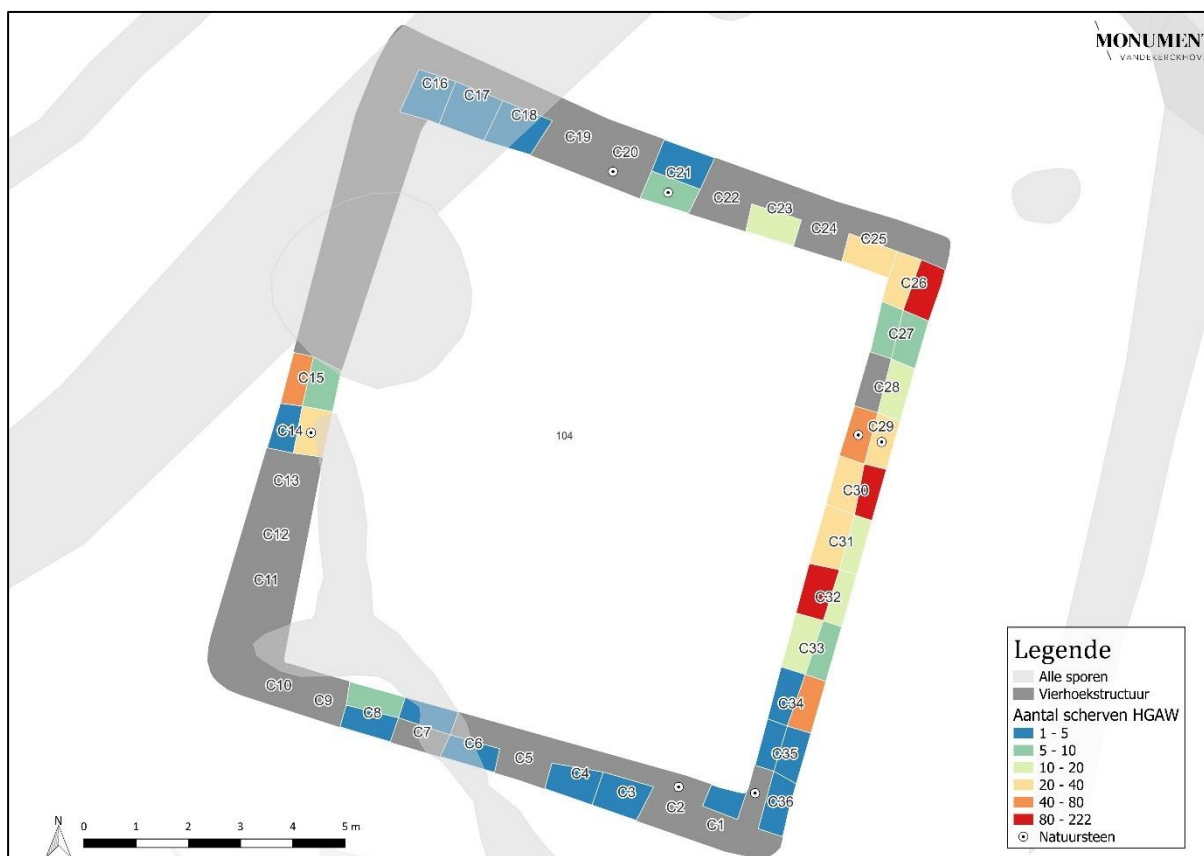 MONUMENT
VANDEKERCKHOV
C16
C17
C18
C19
C20
C21
C22
C23
C24
C25
C26
C27
C28
C29
C30
C31
C32
C33
C34
C35
C36
C15
C14
C13
C12
C11
C10
C9
C8
C7
C6
C5
C4
C3
C2
C1
104
Legende
Alle sporen
Vierhoekstructuur
Aantal scherven HGAW
1 - 5
5 - 10
10 - 20
20 - 40
40 - 80
80 - 222
Natuursteen
N
0 1 2 3 4 5 m